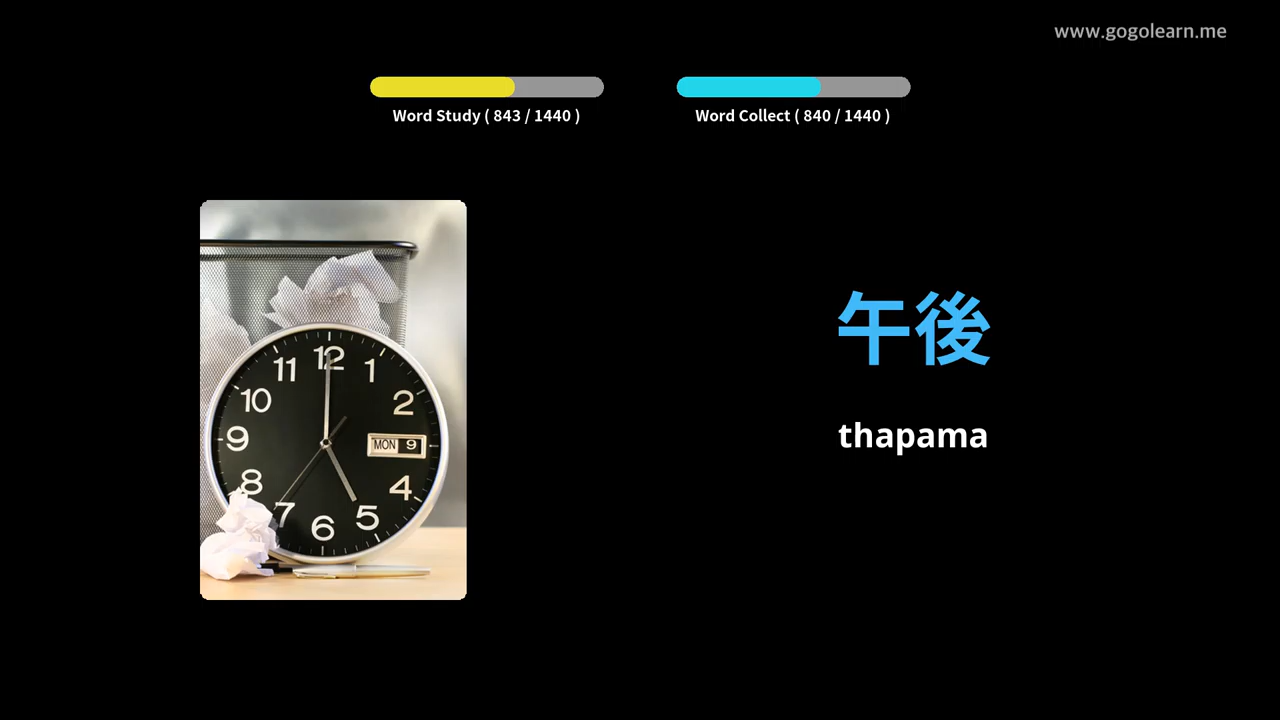 www.gogolearn.me
Word Study ( 843 / 1440 )
Word Collect ( 840 / 1440 )
12
11
1
10
2
9
MON 9
8
4
7
5
6
午後
thapama